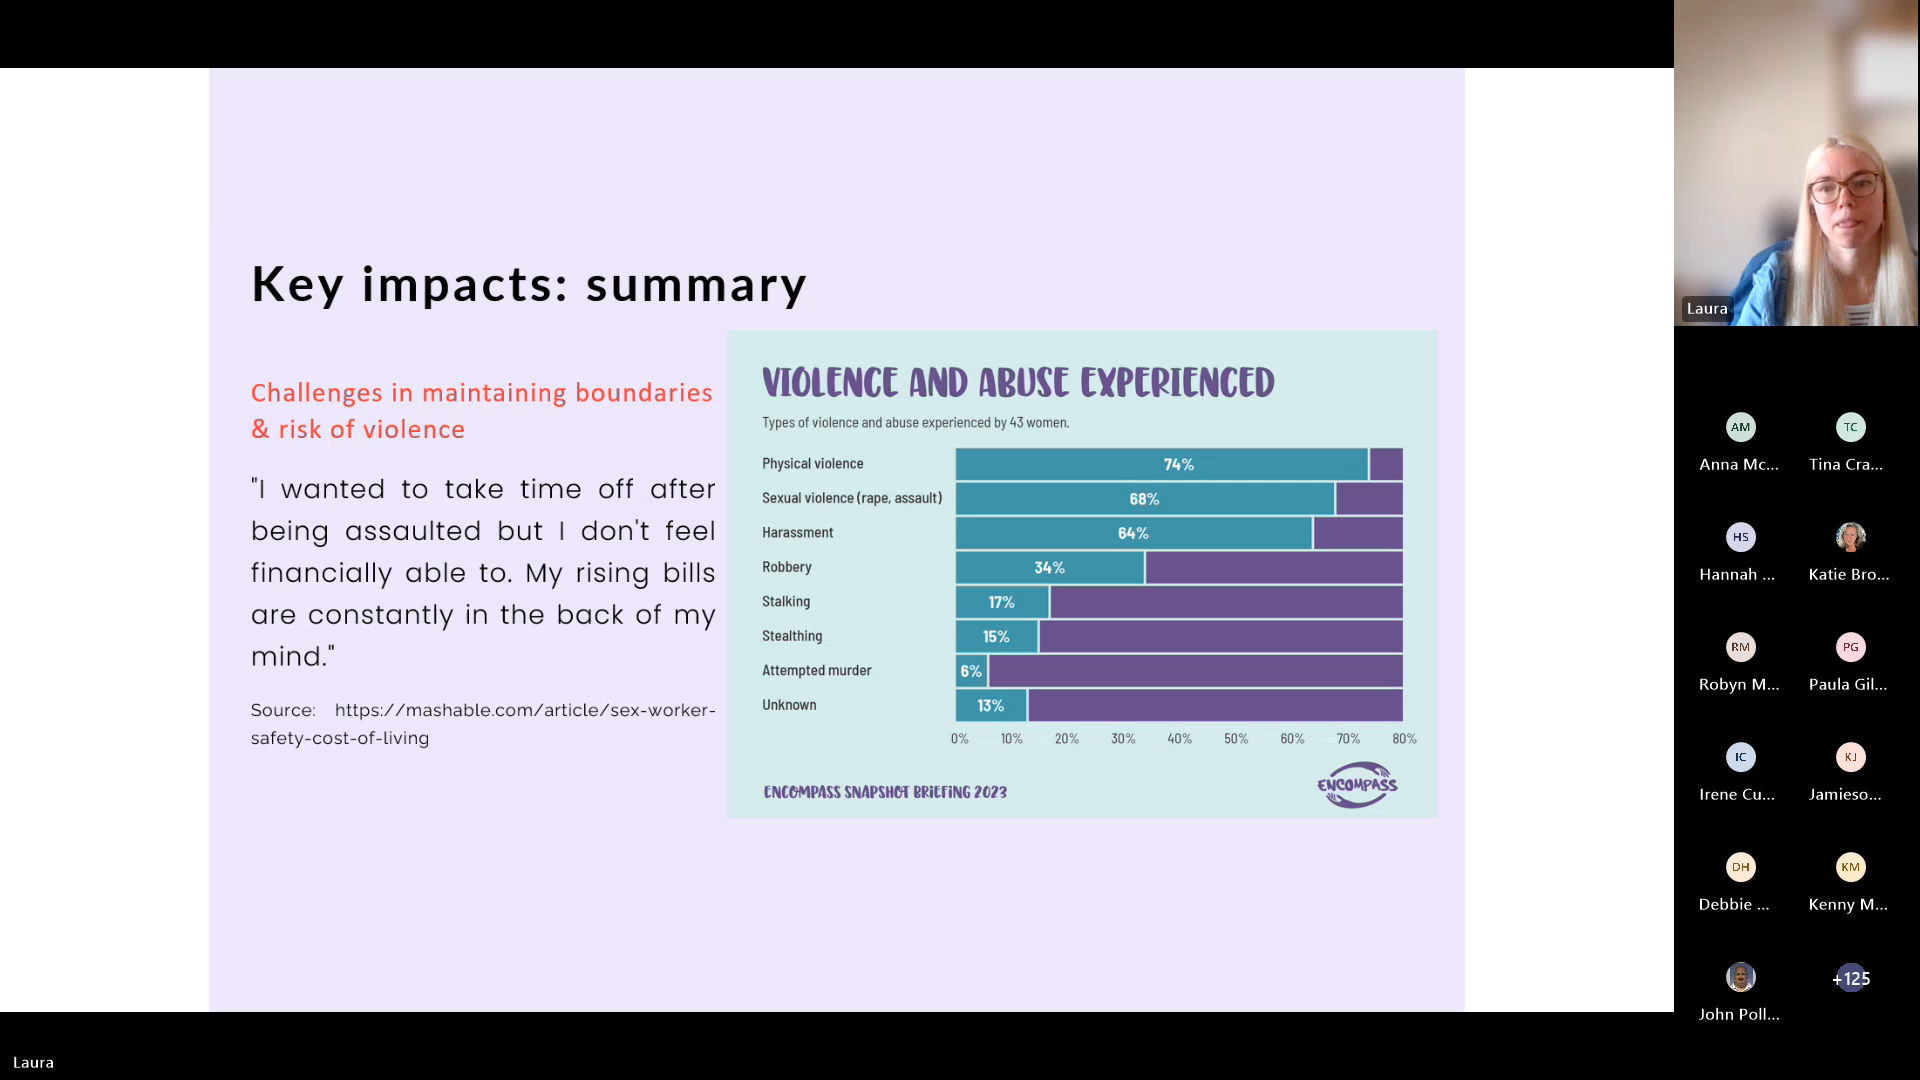 Key impacts: summary
Challenges in maintaining boundaries
& risk of violence
"I wanted to take time off after
being assaulted but I don't feel
financially able to. My rising bills
are constantly in the back of my
mind."
Source: https://mashable.com/article/sex-worker-
safety-cost-of-living
VIOLENCE AND ABUSE EXPERIENCED
Types of violence and abuse experienced by 43 women.
Physical violence 74%
Sexual violence (rape, assault) 68%
Harassment 64%
Robbery 34%
Stalking 17%
Stealthing 15%
Attempted murder 6%
Unknown 13%
0% 10% 20% 30% 40% 50% 60% 70% 80%
ENCOMPASS SNAPSHOT BRIEFING 2023
ENCOMPASS
Laura
AM TC
Anna Mc... Tina Cra...
HS
Hannah ... Katie Bro...
RM PG
Robyn M... Paula Gil...
IC KJ
Irene Cu... Jamieso...
DH KM
Debbie ... Kenny M...
+125
John Poll...
Laura